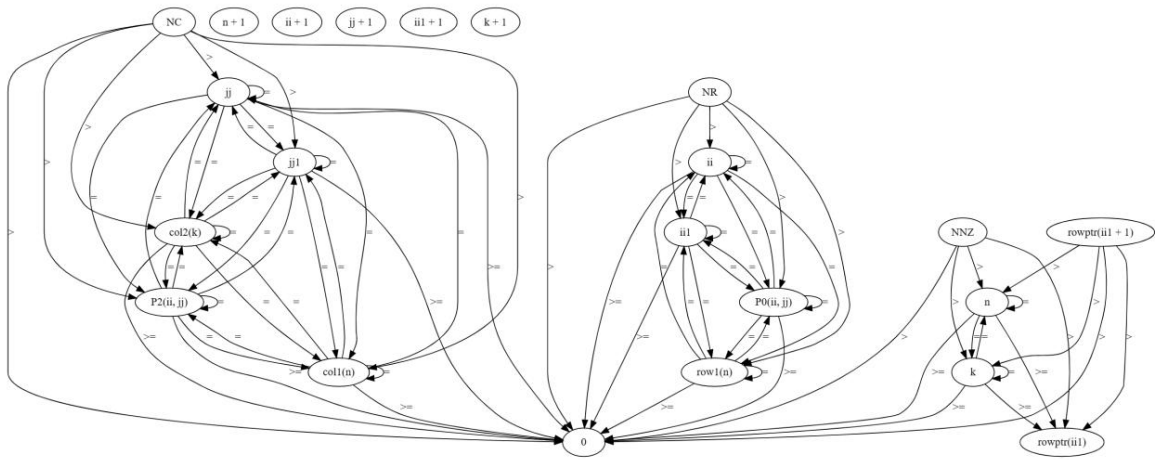 NC n + 1 ii + 1 jj + 1 ii1 + 1 k + 1
>
jj = NR
> = = >
jj1 = ii =
> = = > = =
col2(k) = ii1 = NNZ rowptr(ii1 + 1)
> = = = = = > > >= > >
P2(ii, jj) = P0(ii, jj) = n =
>= = = = = >= >= = = > == > >
col1(n) = row1(n) = k =
>= >= >= >= >= >= >= >=
0 rowptr(ii1)